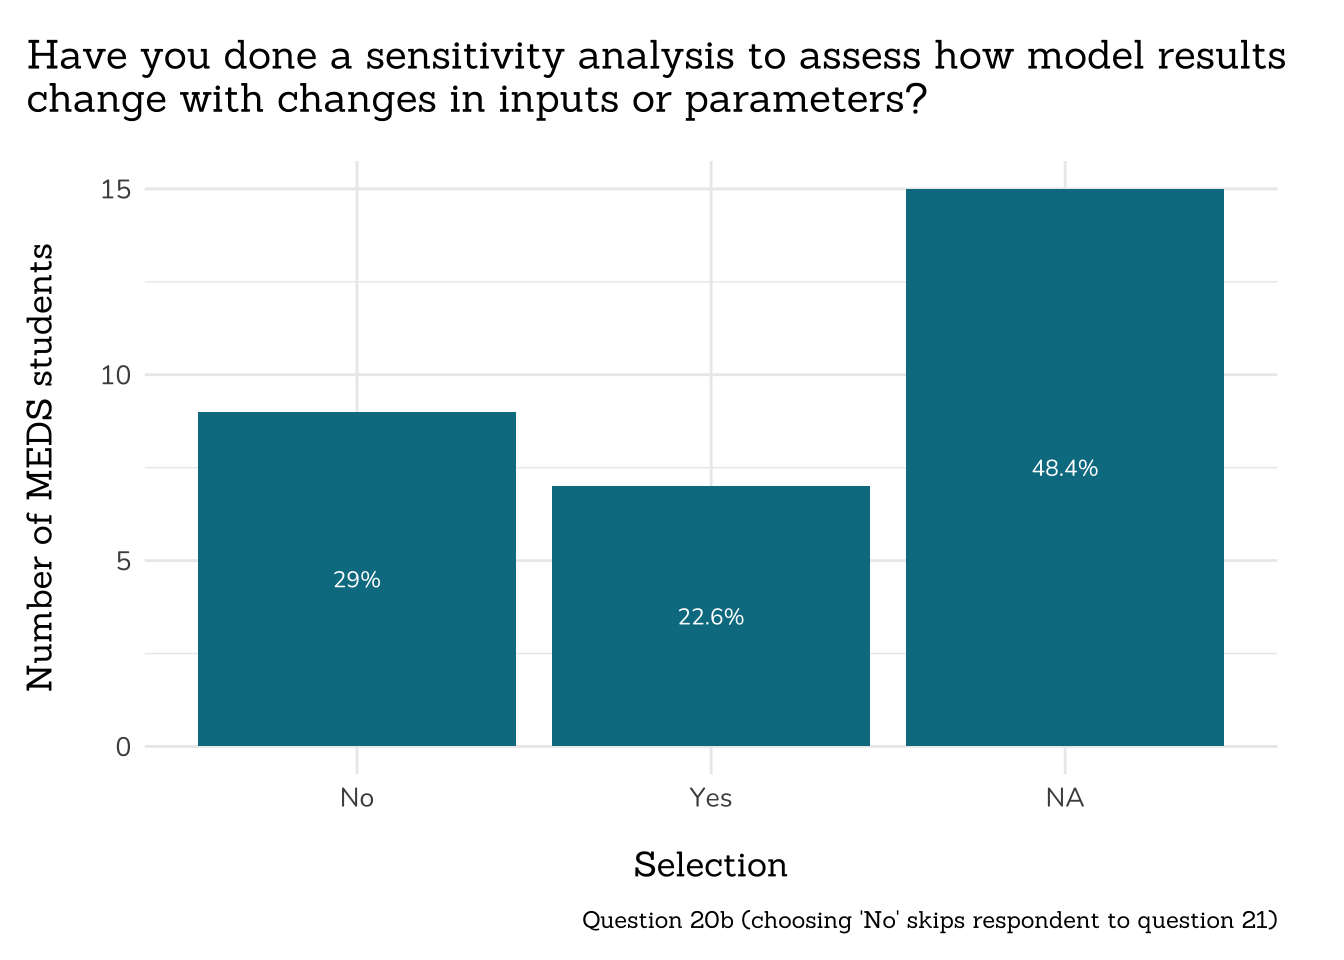 Have you done a sensitivity analysis to assess how model results
change with changes in inputs or parameters?
Number of MEDS students
15
10
5
0
29%
22.6%
48.4%
No
Yes
NA
Selection
Question 20b (choosing 'No' skips respondent to question 21)